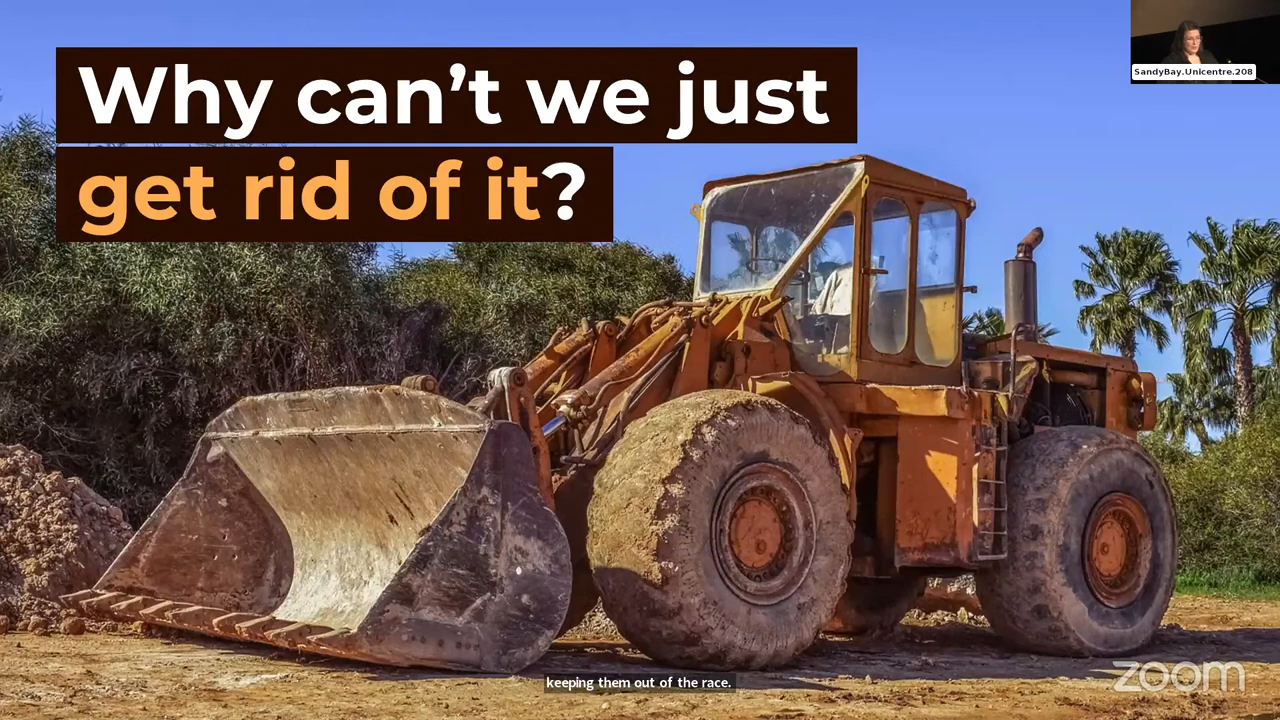 Why can’t we just
get rid of it?
SandyBay.Unicentre.208
keeping them out of the race.
zoom